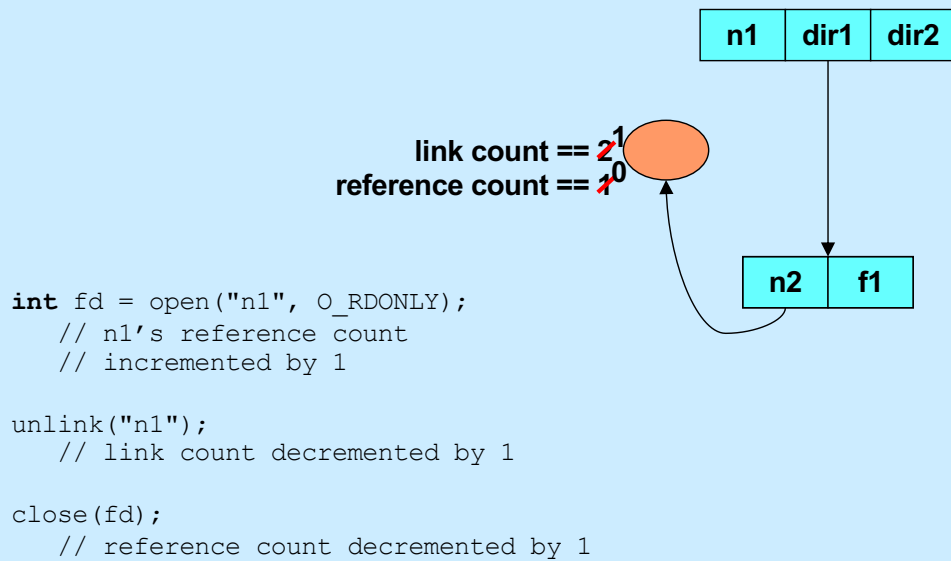 n1 dir1 dir2
link count == 2 1
reference count == 1 0
n2 f1
int fd = open("n1", O_RDONLY);
// n1’s reference count
// incremented by 1
unlink("n1");
// link count decremented by 1
close(fd);
// reference count decremented by 1